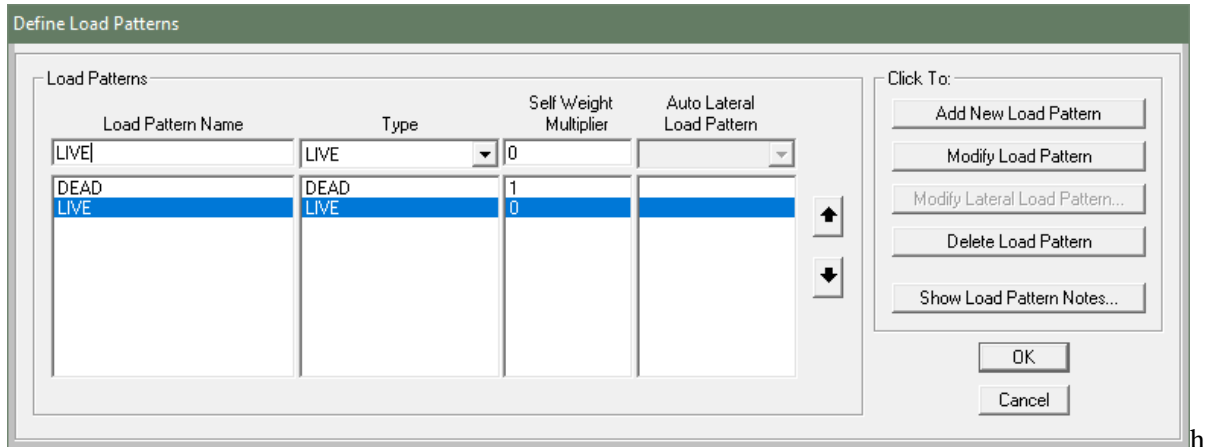 Define Load Patterns
Load Patterns
Load Pattern Name
Type
Self Weight
Multiplier
Auto Lateral
Load Pattern
LIVE
LIVE
0
DEAD
DEAD
1
LIVE
LIVE
0
Click To:
Add New Load Pattern
Modify Load Pattern
Modify Lateral Load Pattern...
Delete Load Pattern
Show Load Pattern Notes...
OK
Cancel
h